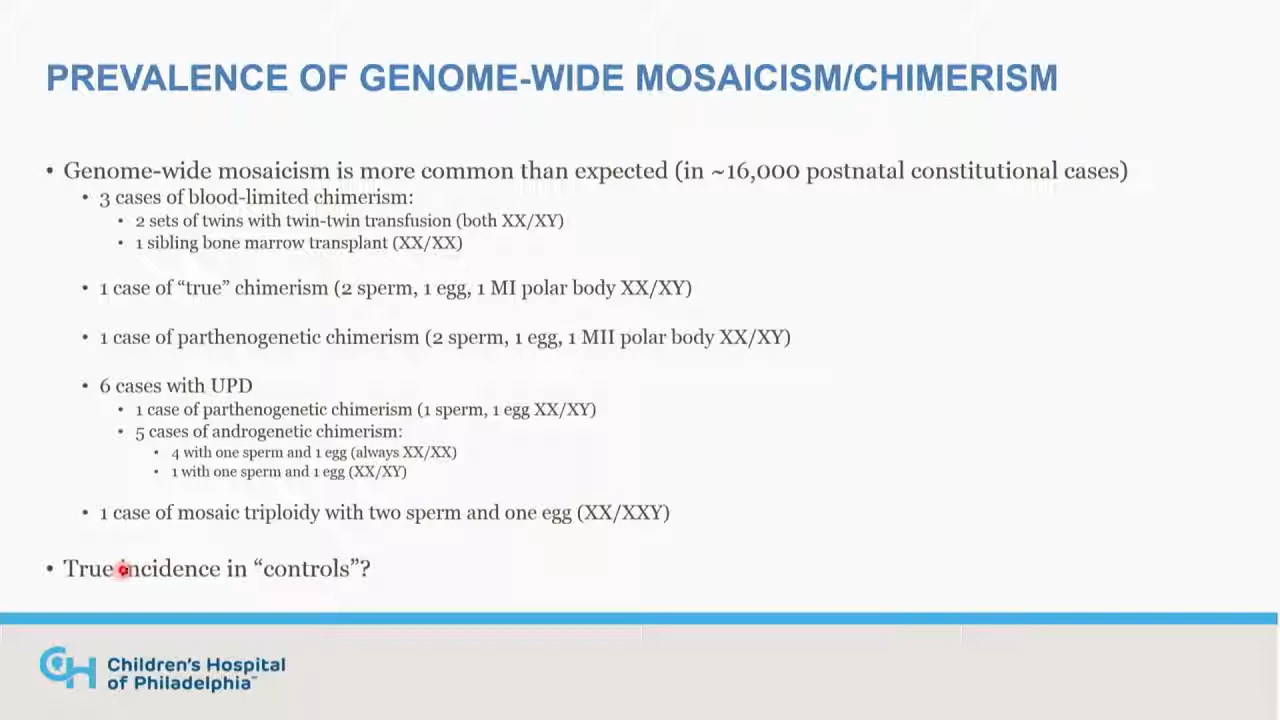 PREVALENCE OF GENOME-WIDE MOSAICISM/CHIMERISM
• Genome-wide mosaicism is more common than expected (in ~16,000 postnatal constitutional cases)
• 3 cases of blood-limited chimerism:
• 2 sets of twins with twin-twin transfusion (both XX/XY)
• 1 sibling bone marrow transplant (XX/XX)
• 1 case of “true” chimerism (2 sperm, 1 egg, 1 MI polar body XX/XY)
• 1 case of parthenogenetic chimerism (2 sperm, 1 egg, 1 MII polar body XX/XY)
• 6 cases with UPD
• 1 case of parthenogenetic chimerism (1 sperm, 1 egg XX/XY)
• 5 cases of androgenetic chimerism:
• 4 with one sperm and 1 egg (always XX/XX)
• 1 with one sperm and 1 egg (XX/XY)
• 1 case of mosaic triploidy with two sperm and one egg (XX/XXY)
• True incidence in “controls”?
CH Children's Hospital
of Philadelphia™